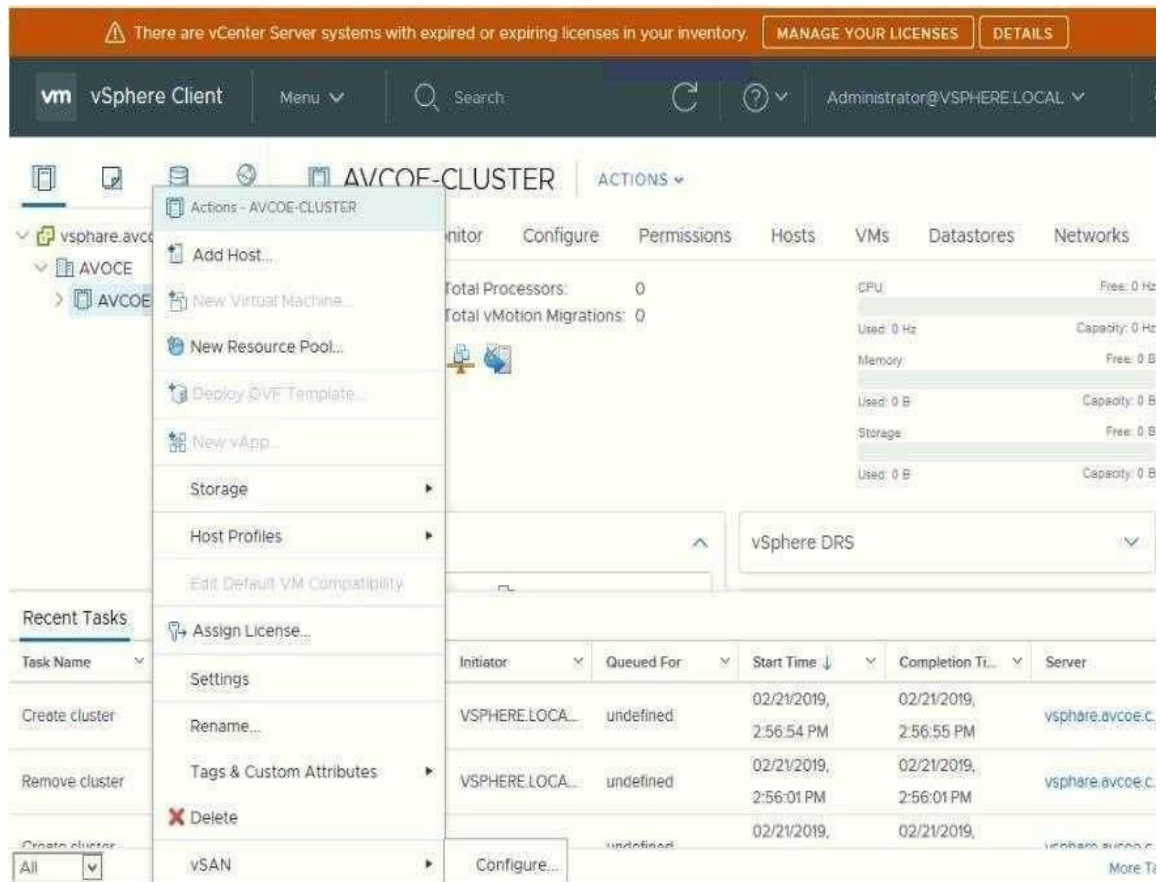 There are vCenter Server systems with expired or expiring licenses in your inventory. MANAGE YOUR LICENSES DETAILS
vm vSphere Client Menu Search Administrator@VSPHERE.LOCAL
AVCOE-CLUSTER ACTIONS
Actions - AVCOE-CLUSTER
vsphare.avco
nitor Configure Permissions Hosts VMs Datastores Networks
Add Host...
AVOCE
AVCOE
New Virtual Machine...
Total Processors: 0
Total vMotion Migrations: 0
CPU Free: 0 Hz
Used: 0 Hz Capacity: 0 Hz
New Resource Pool...
Memory Free: 0 B
Used: 0 B Capacity: 0 B
Deploy OVF Template...
Storage Free: 0 B
Used: 0 B Capacity: 0 B
New vApp...
Storage
Host Profiles
vSphere DRS
Edit Default VM Compatibility
Recent Tasks
Assign License...
Task Name Initiator Queued For Start Time Completion Ti... Server
Settings
Create cluster VSPHERE.LOCA... undefined 02/21/2019, 02/21/2019, vsphare.avcoe.c...
2:56:54 PM 2:56:55 PM
Rename...
Tags & Custom Attributes
Remove cluster VSPHERE.LOCA... undefined 02/21/2019, 02/21/2019, vsphare.avcoe.c...
2:56:01 PM 2:56:01 PM
Delete
Create cluster undefined 02/21/2019, 02/21/2019, vsphare.avcoe.c
All vSAN Configure... More Ta